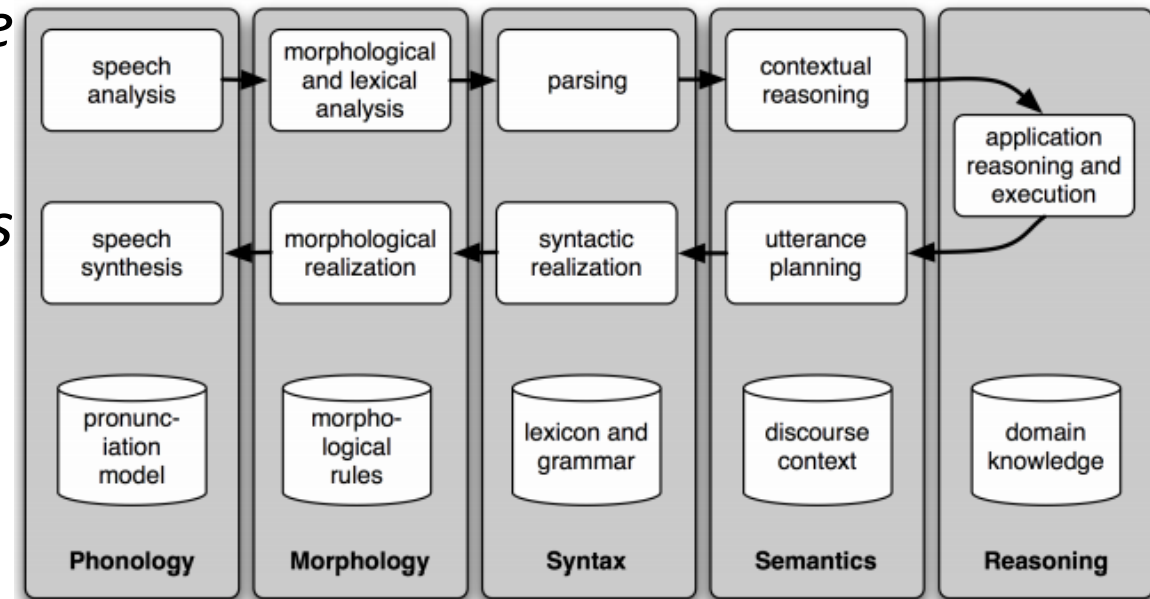 e
speech
analysis
morphological
and lexical
analysis
parsing
contextual
reasoning
application
reasoning and
execution
s
speech
synthesis
morphological
realization
syntactic
realization
utterance
planning
pronunc-
iation
model
morpho-
logical
rules
lexicon and
grammar
discourse
context
domain
knowledge
Phonology
Morphology
Syntax
Semantics
Reasoning